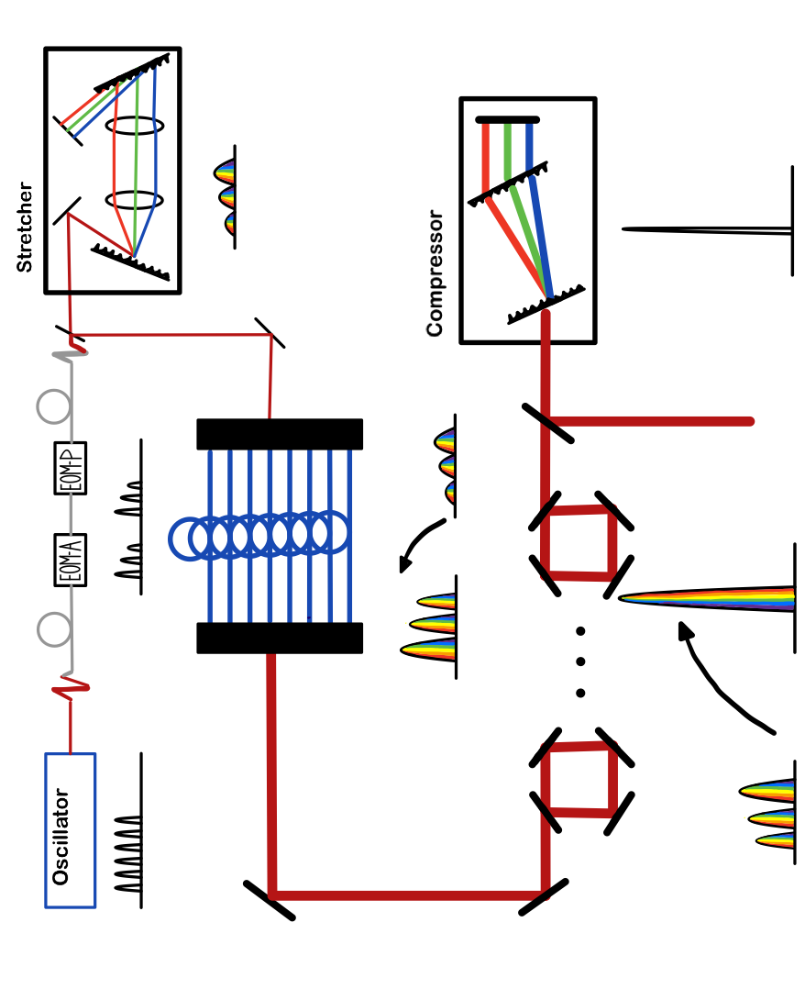 Stretcher
Compressor
EOM-P
EOM-A
Oscillator